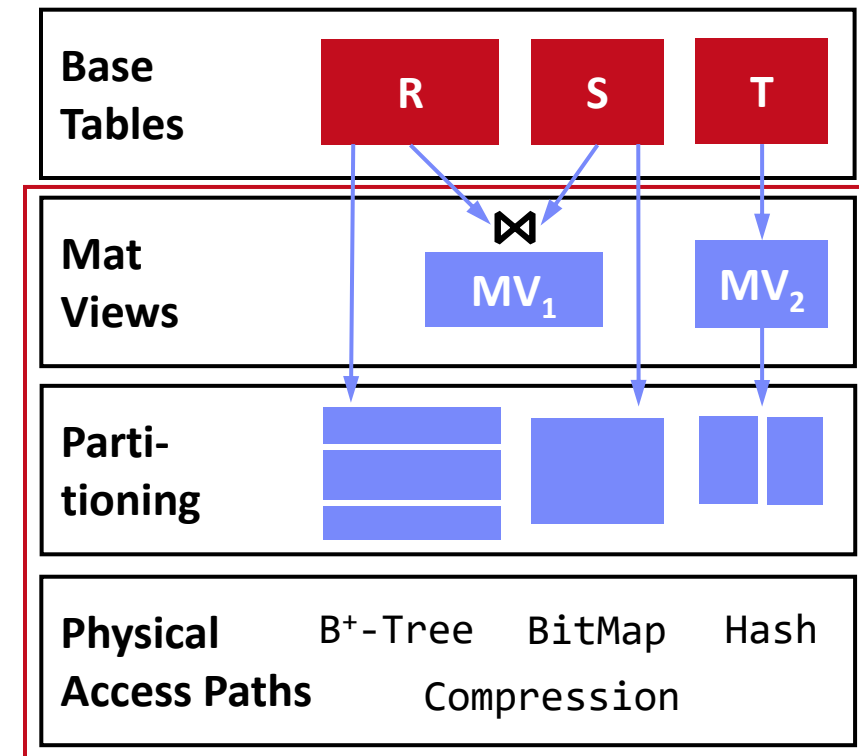 Base
Tables
R S T
Mat
Views
⋈
MV₁ MV₂
Parti-
tioning
Physical
Access Paths
B⁺-Tree BitMap Hash
Compression